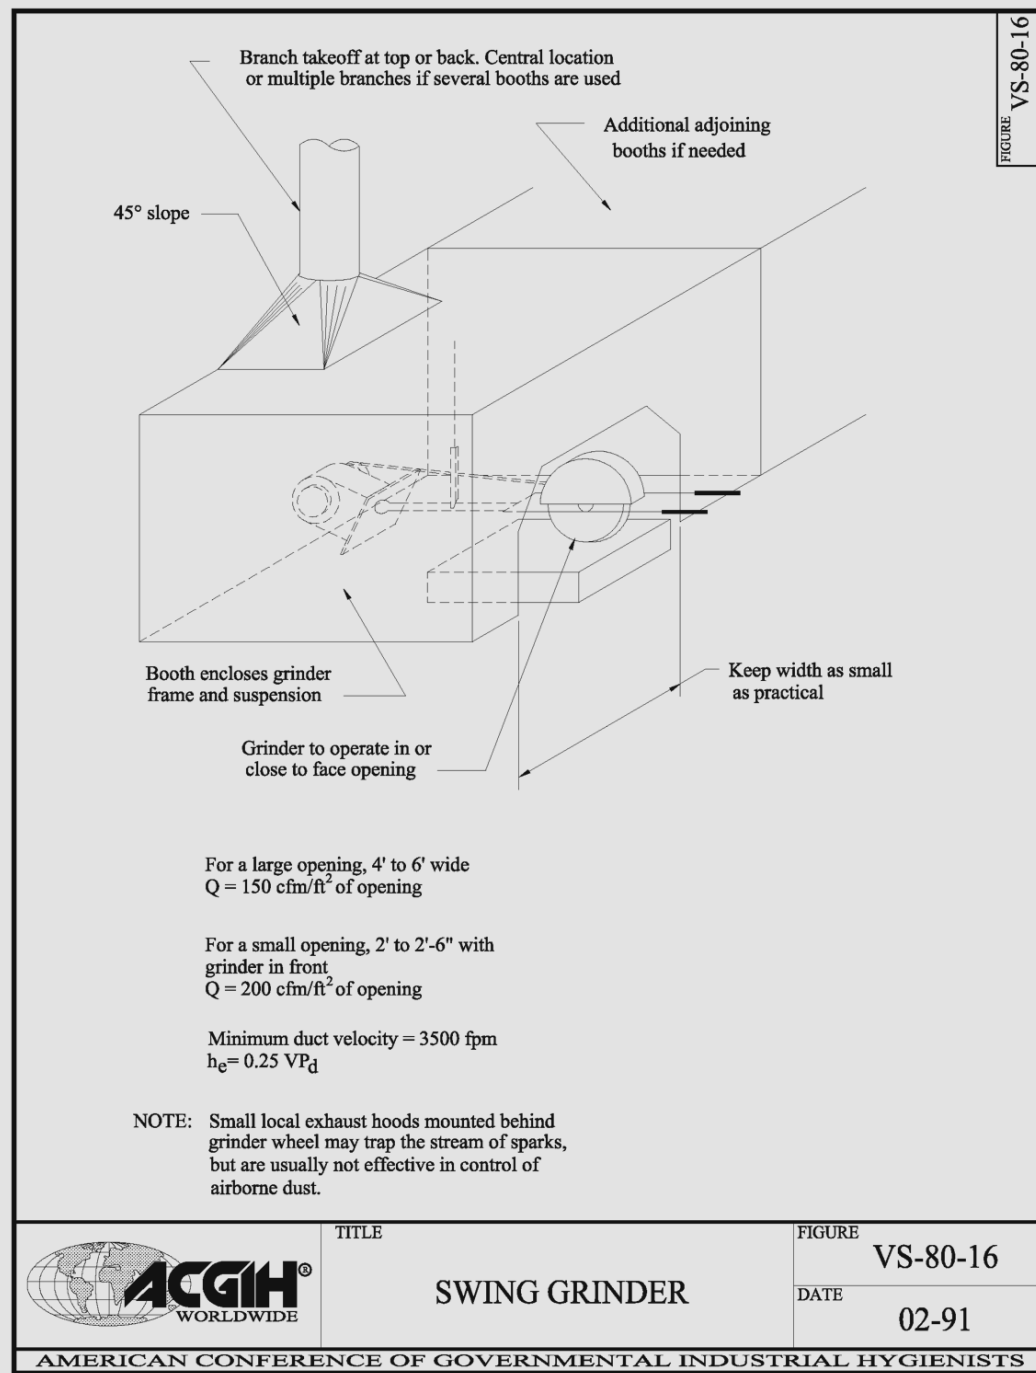 FIGURE VS-80-16
Branch takeoff at top or back. Central location
or multiple branches if several booths are used
Additional adjoining
booths if needed
45° slope
Booth encloses grinder
frame and suspension
Keep width as small
as practical
Grinder to operate in or
close to face opening
For a large opening, 4' to 6' wide
Q = 150 cfm/ft² of opening
For a small opening, 2' to 2'-6" with
grinder in front
Q = 200 cfm/ft² of opening
Minimum duct velocity = 3500 fpm
hₑ= 0.25 VP_d
NOTE: Small local exhaust hoods mounted behind
grinder wheel may trap the stream of sparks,
but are usually not effective in control of
airborne dust.
ACGIH®
WORLDWIDE
TITLE
SWING GRINDER
FIGURE
VS-80-16
DATE
02-91
AMERICAN CONFERENCE OF GOVERNMENTAL INDUSTRIAL HYGIENISTS